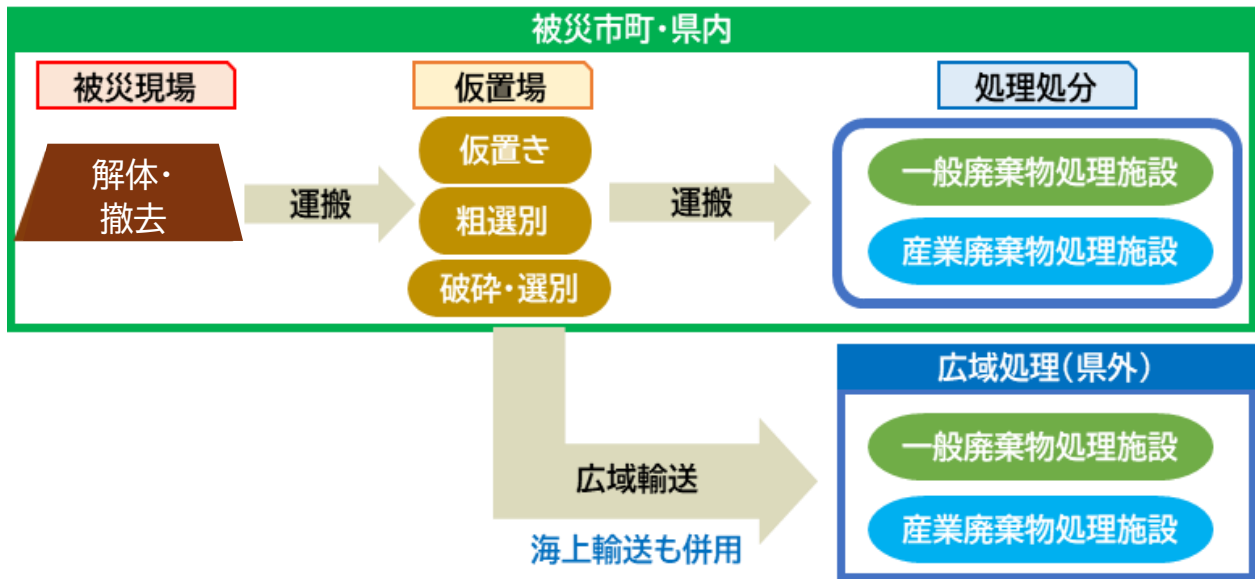 被災市町・県内
被災現場
解体・
撤去
運搬
仮置場
仮置き
粗選別
破砕・選別
運搬
処理処分
一般廃棄物処理施設
産業廃棄物処理施設
広域輸送
海上輸送も併用
広域処理(県外)
一般廃棄物処理施設
産業廃棄物処理施設